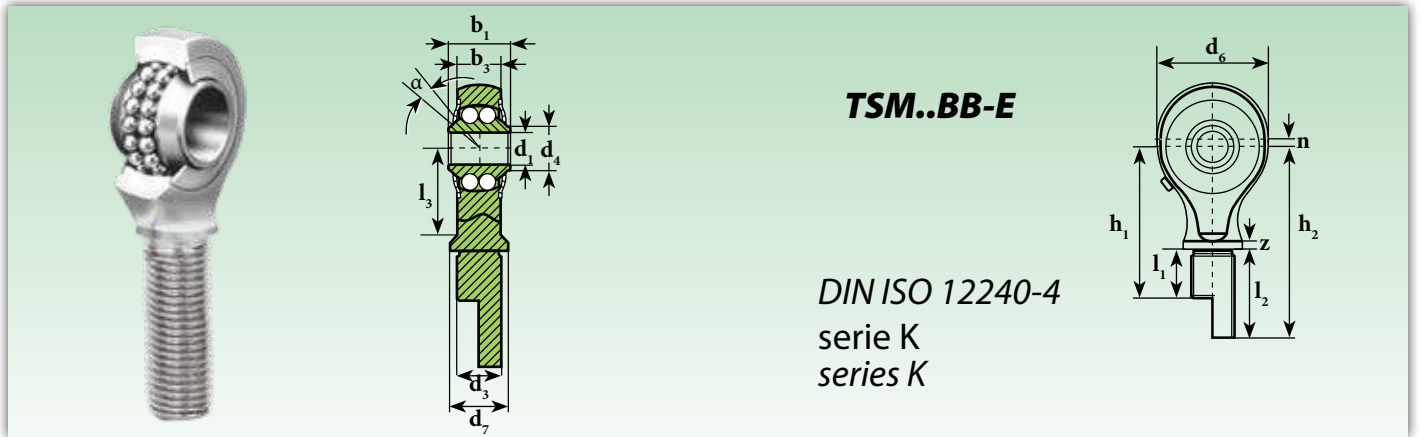 b₁
b₃
α
d₁
d₄
l₃
d₃
d₇
TSM..BB-E
DIN ISO 12240-4
serie K
series K
d₆
n
h₁
h₂
z
l₁
l₂